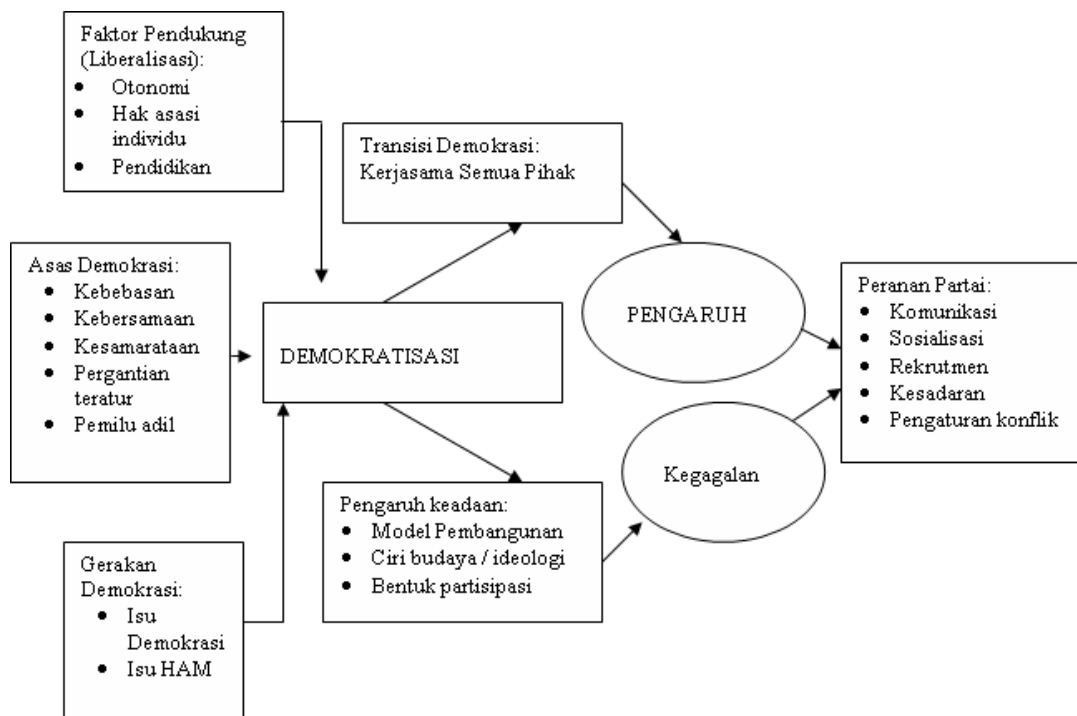 Faktor Pendukung
(Liberalisasi):
• Otonomi
• Hak asasi
individu
• Pendidikan
Transisi Demokrasi:
Kerjasama Semua Pihak
Asas Demokrasi:
• Kebebasan
• Kebersamaan
• Kesamarataan
• Pergantian
teratur
• Pemilu adil
DEMOKRATISASI
PENGARUH
Peranan Partai:
• Komunikasi
• Sosialisasi
• Rekrutmen
• Kesadaran
• Pengaturan konflik
Kegagalan
Pengaruh keadaan:
• Model Pembangunan
• Ciri budaya / ideologi
• Bentuk partisipasi
Gerakan
Demokrasi:
• Isu
Demokrasi
• Isu HAM